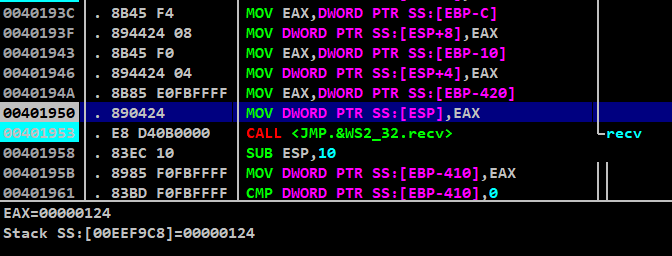 0040193C . 8B45 F4 MOV EAX,DWORD PTR SS:[EBP-C]
0040193F . 894424 08 MOV DWORD PTR SS:[ESP+8],EAX
00401943 . 8B45 F0 MOV EAX,DWORD PTR SS:[EBP-10]
00401946 . 894424 04 MOV DWORD PTR SS:[ESP+4],EAX
0040194A . 8B85 E0FBFFFF MOV EAX,DWORD PTR SS:[EBP-420]
00401950 . 890424 MOV DWORD PTR SS:[ESP],EAX
00401953 . E8 D40B0000 CALL <JMP.&WS2_32.recv> recv
00401958 . 83EC 10 SUB ESP,10
0040195B . 8985 F0FBFFFF MOV DWORD PTR SS:[EBP-410],EAX
00401961 . 83BD F0FBFFFF CMP DWORD PTR SS:[EBP-410],0
EAX=00000124
Stack SS:[00EEF9C8]=00000124